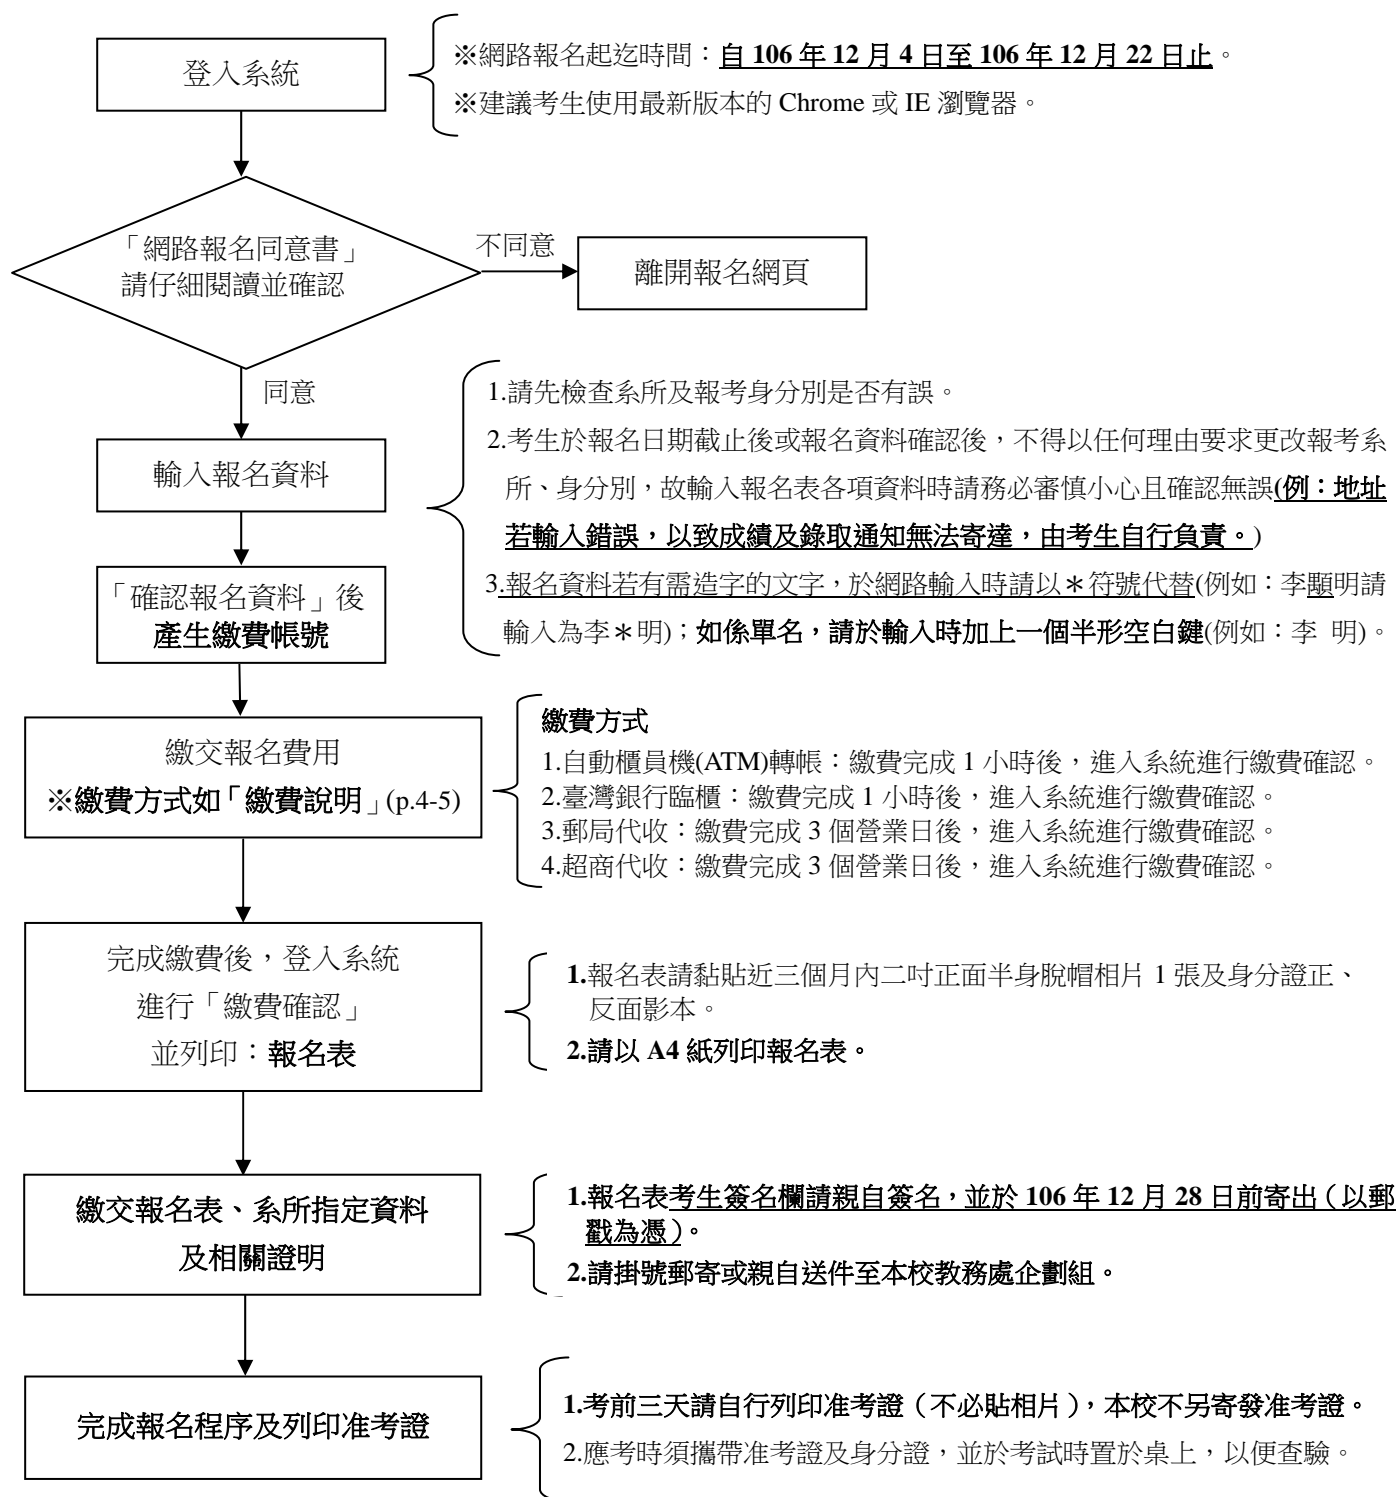 登入系統
※網路報名起迄時間：自 106 年 12 月 4 日至 106 年 12 月 22 日止。
※建議考生使用最新版本的 Chrome 或 IE 瀏覽器。
「網路報名同意書」
請仔細閱讀並確認
不同意
離開報名網頁
同意
1.請先檢查系所及報考身分別是否有誤。
2.考生於報名日期截止後或報名資料確認後，不得以任何理由要求更改報考系
所、身分別，故輸入報名表各項資料時請務必審慎小心且確認無誤(例：地址
若輸入錯誤，以致成績及錄取通知無法寄達，由考生自行負責。)
3.報名資料若有需造字的文字，於網路輸入時請以＊符號代替(例如：李顯明請
輸入為李＊明)；如係單名，請於輸入時加上一個半形空白鍵(例如：李 明)。
輸入報名資料
「確認報名資料」後
產生繳費帳號
繳交報名費用
※繳費方式如「繳費說明」(p.4-5)
繳費方式
1.自動櫃員機(ATM)轉帳：繳費完成 1 小時後，進入系統進行繳費確認。
2.臺灣銀行臨櫃：繳費完成 1 小時後，進入系統進行繳費確認。
3.郵局代收：繳費完成 3 個營業日後，進入系統進行繳費確認。
4.超商代收：繳費完成 3 個營業日後，進入系統進行繳費確認。
完成繳費後，登入系統
進行「繳費確認」
並列印：報名表
1.報名表請黏貼近三個月內二吋正面半身脫帽相片 1 張及身分證正、
反面影本。
2.請以 A4 紙列印報名表。
繳交報名表、系所指定資料
及相關證明
1.報名表考生簽名欄請親自簽名，並於 106 年 12 月 28 日前寄出（以郵
戳為憑）。
2.請掛號郵寄或親自送件至本校教務處企劃組。
完成報名程序及列印准考證
1.考前三天請自行列印准考證（不必貼相片），本校不另寄發准考證。
2.應考時須攜帶准考證及身分證，並於考試時置於桌上，以便查驗。